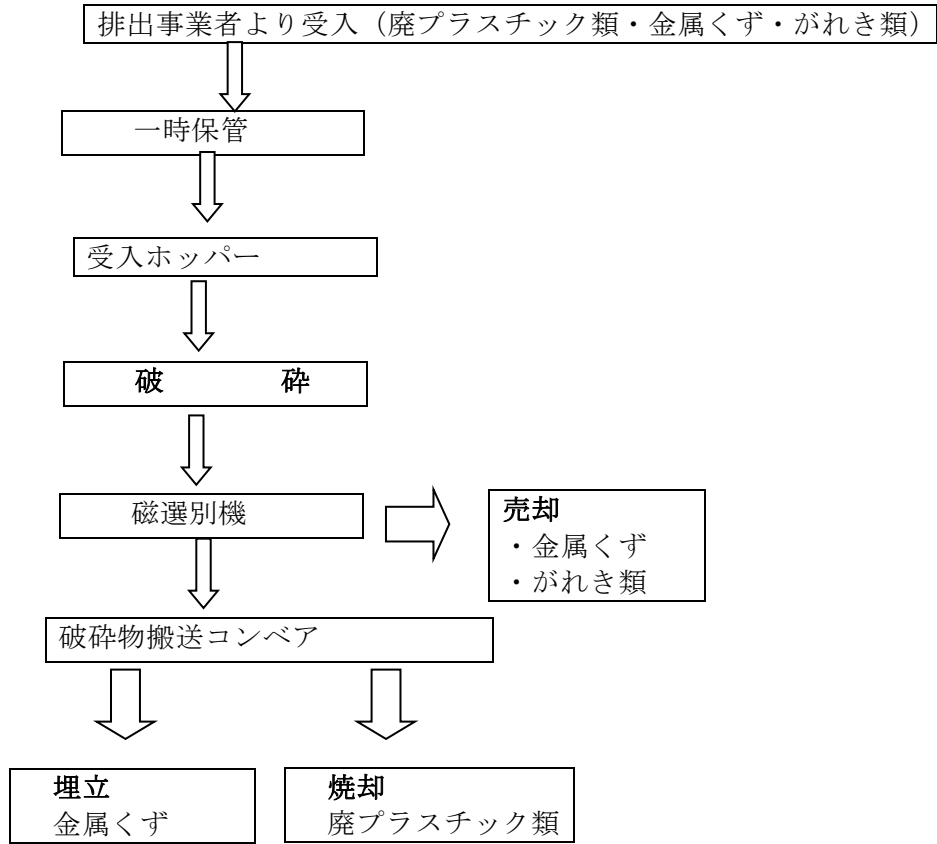 排出事業者より受入（廃プラスチック類・金属くず・がれき類）
一時保管
受入ホッパー
破　　　　砕
磁選別機
売却
・金属くず
・がれき類
破砕物搬送コンベア
埋立
金属くず
焼却
廃プラスチック類